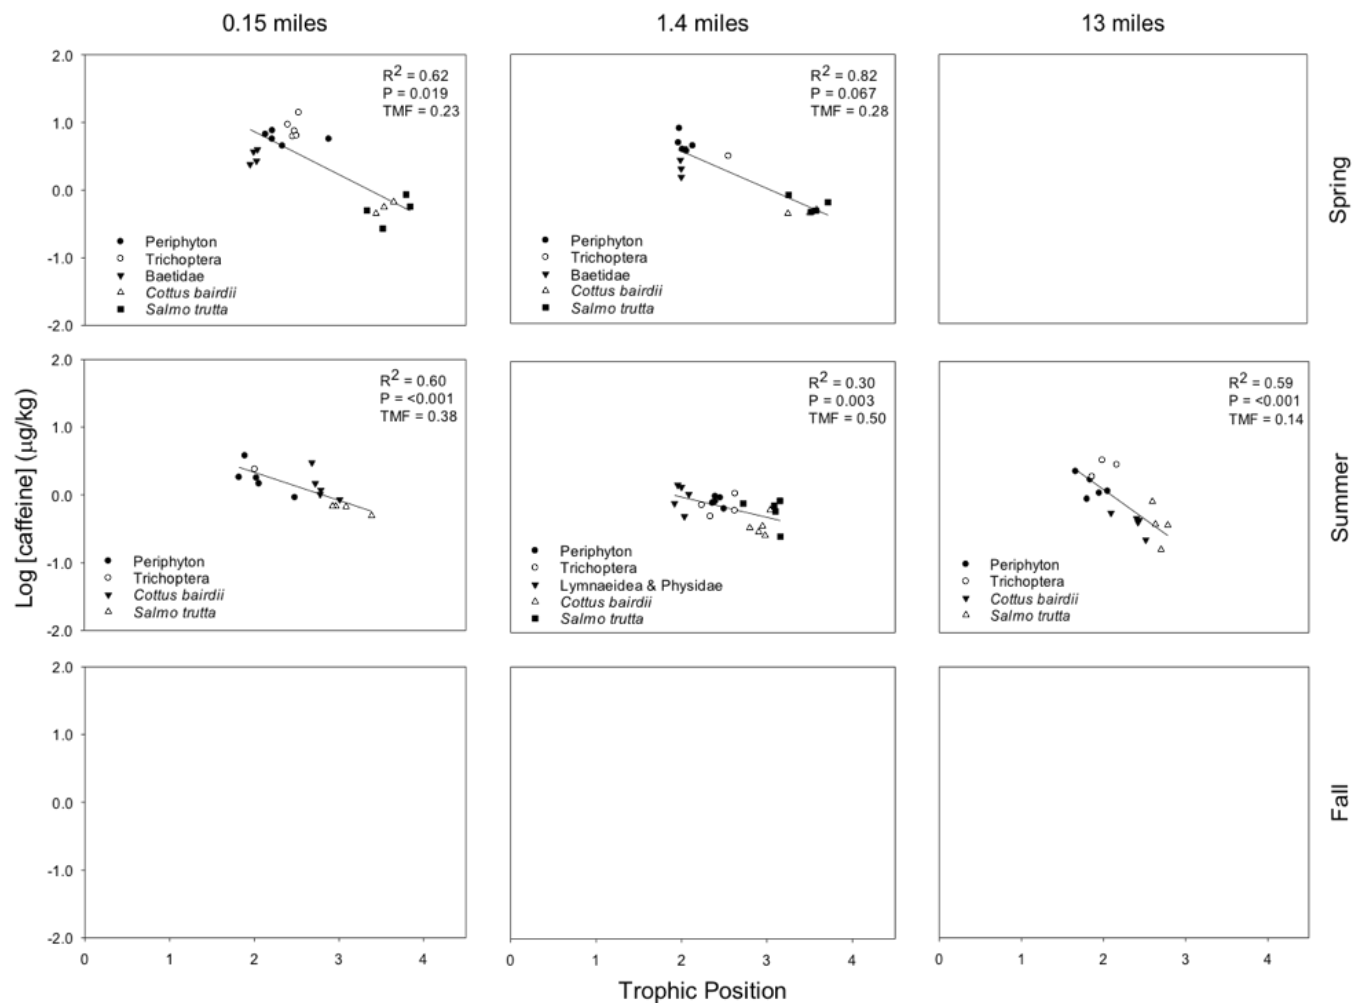 0.15 miles
1.4 miles
13 miles
2.0
1.0
0.0
-1.0
-2.0
R2 = 0.62
P = 0.019
TMF = 0.23
Periphyton
Trichoptera
Baetidae
Cottus bairdii
Salmo trutta
R2 = 0.82
P = 0.067
TMF = 0.28
Periphyton
Trichoptera
Baetidae
Cottus bairdii
Salmo trutta
Spring
Log [caffeine] (µg/kg)
2.0
1.0
0.0
-1.0
-2.0
R2 = 0.60
P = <0.001
TMF = 0.38
Periphyton
Trichoptera
Cottus bairdii
Salmo trutta
R2 = 0.30
P = 0.003
TMF = 0.50
Periphyton
Trichoptera
Lymnaeidea & Physidae
Cottus bairdii
Salmo trutta
R2 = 0.59
P = <0.001
TMF = 0.14
Periphyton
Trichoptera
Cottus bairdii
Salmo trutta
Summer
2.0
1.0
0.0
-1.0
-2.0
Fall
0 1 2 3 4
0 1 2 3 4
0 1 2 3 4
Trophic Position